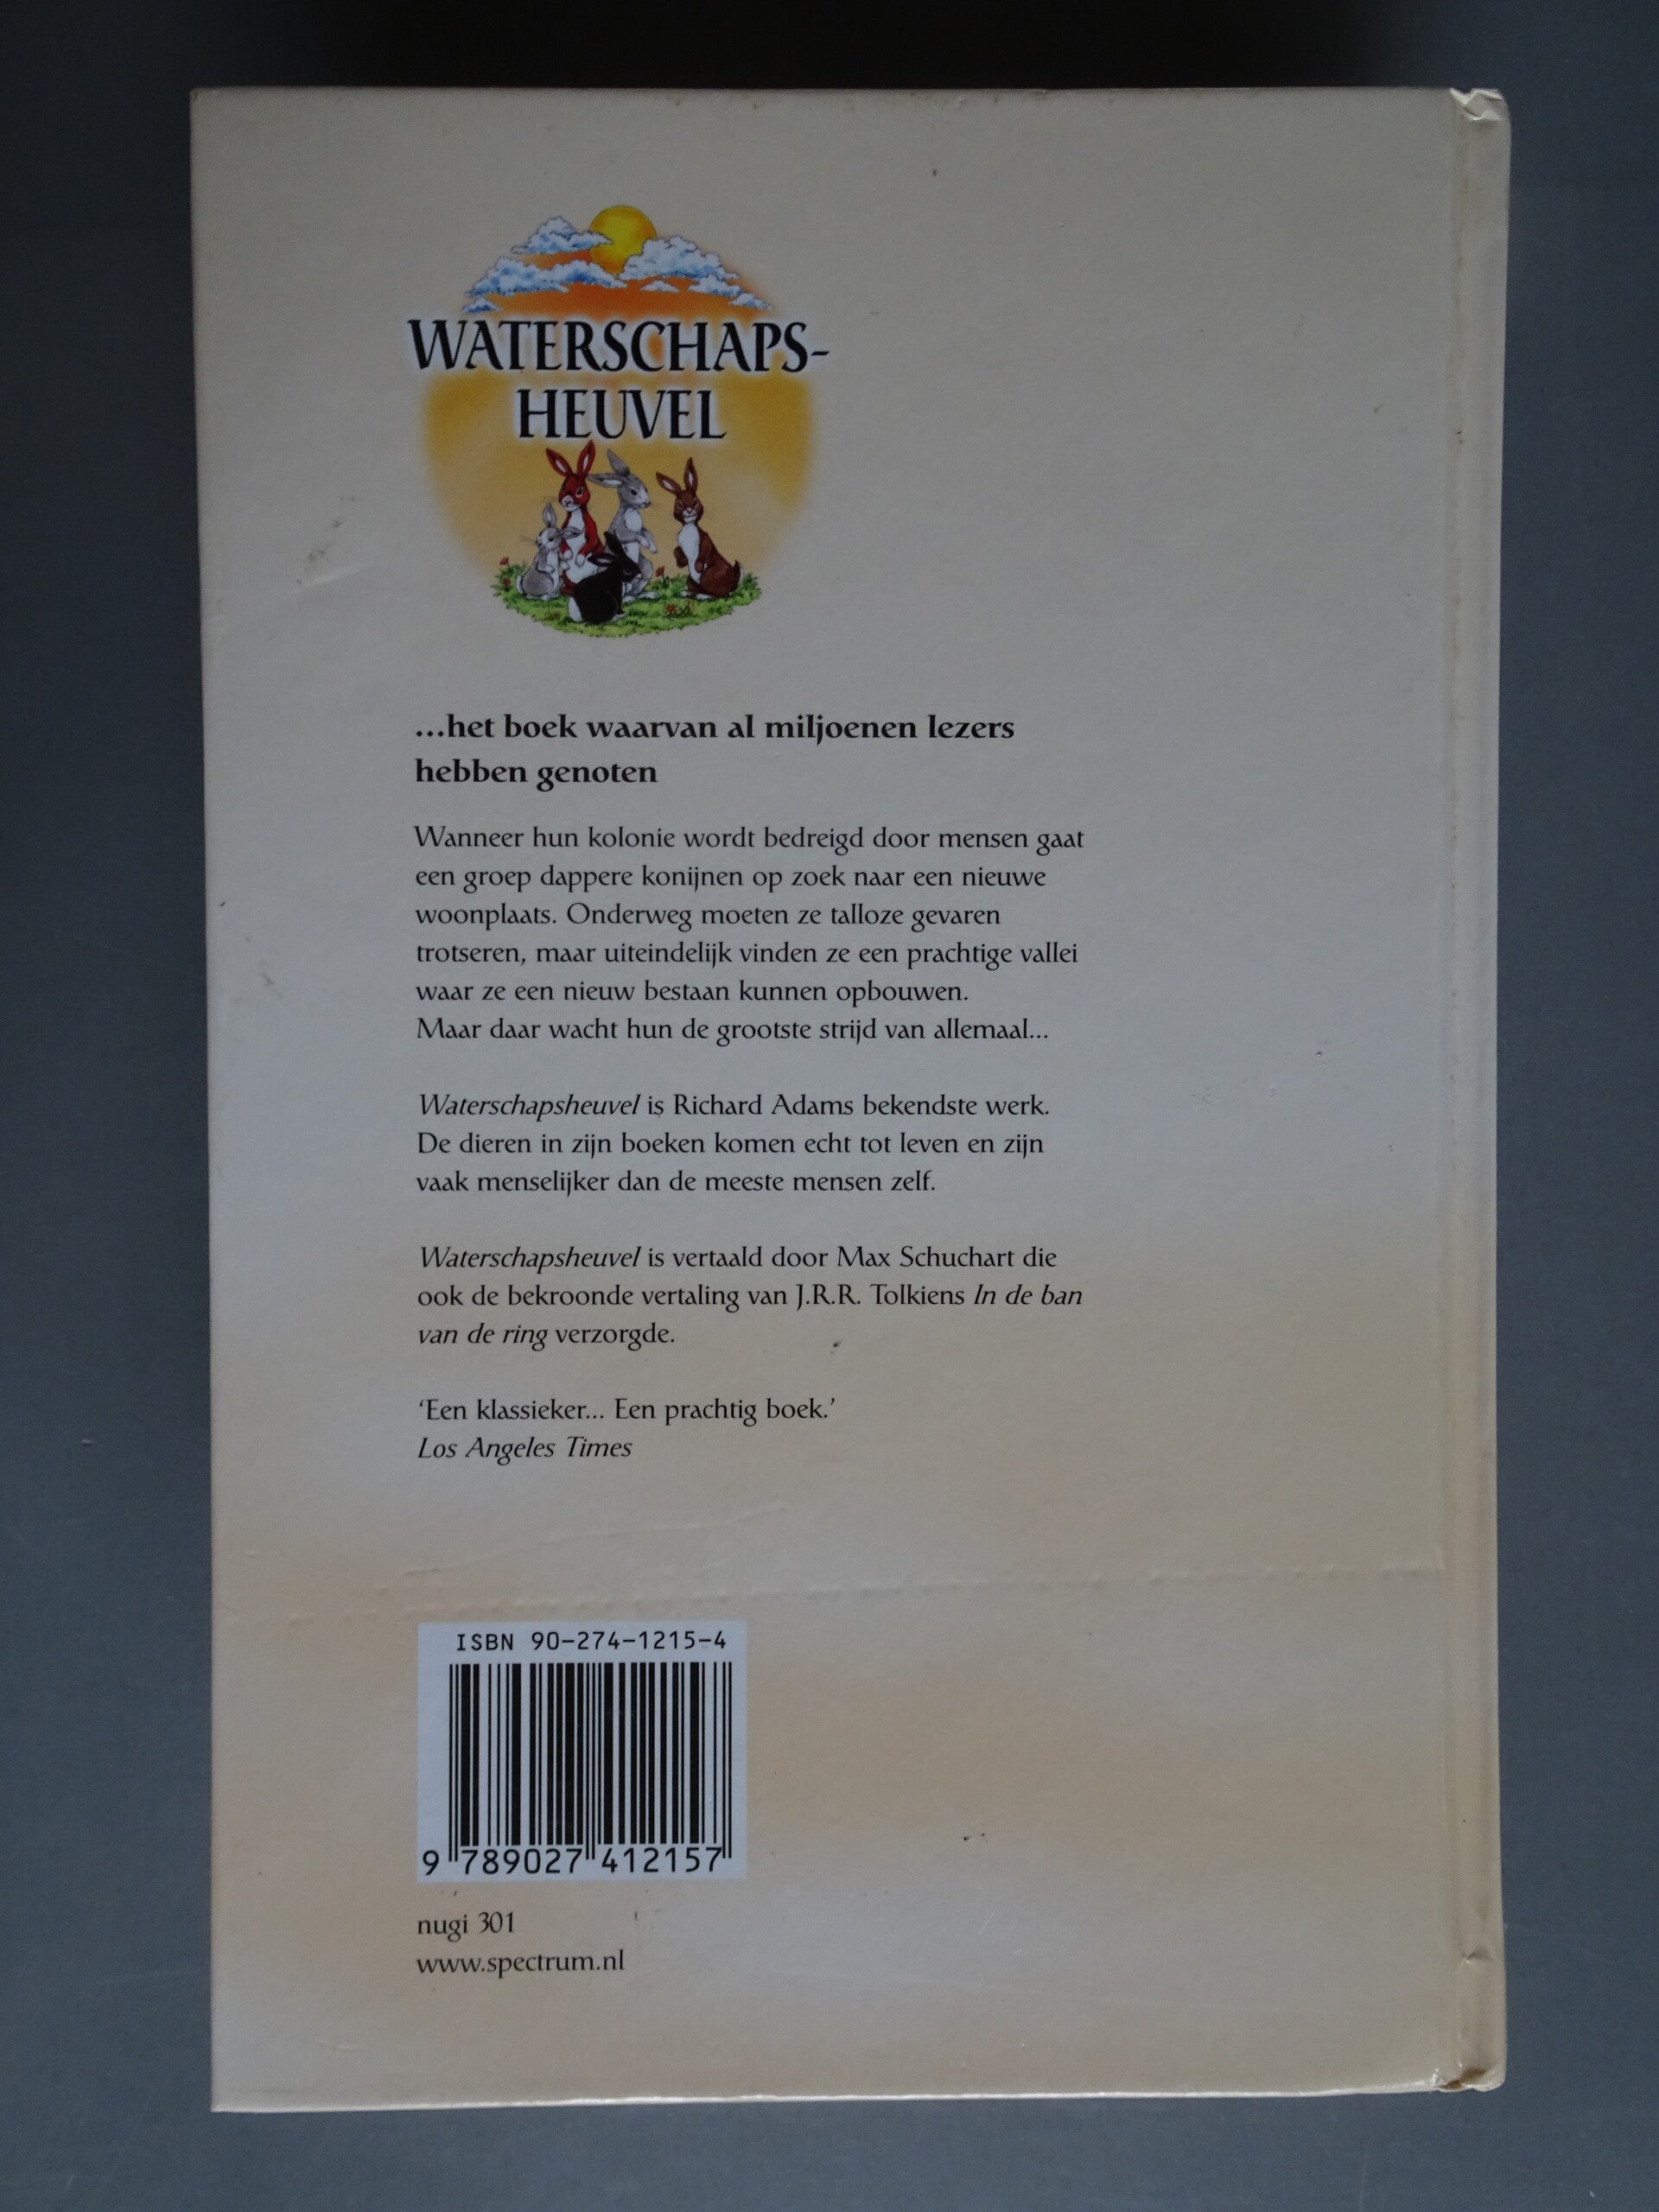 WATERSCHAPS-
HEUVEL
...het boek waarvan al miljoenen lezers
hebben genoten
Wanneer hun kolonie wordt bedreigd door mensen gaat
een groep dappere konijnen op zoek naar een nieuwe
woonplaats. Onderweg moeten ze talloze gevaren
trotseren, maar uiteindelijk vinden ze een prachtige vallei
waar ze een nieuw bestaan kunnen opbouwen.
Maar daar wacht hun de grootste strijd van allemaal...
Waterschapsheuvel is Richard Adams bekendste werk.
De dieren in zijn boeken komen echt tot leven en zijn
vaak menselijker dan de meeste mensen zelf.
Waterschapsheuvel is vertaald door Max Schuchart die
ook de bekroonde vertaling van J.R.R. Tolkiens In de ban
van de ring verzorgde.
‘Een klassieker... Een prachtig boek.’
Los Angeles Times
ISBN 90-274-1215-4
9 789027 412157
nugi 301
www.spectrum.nl